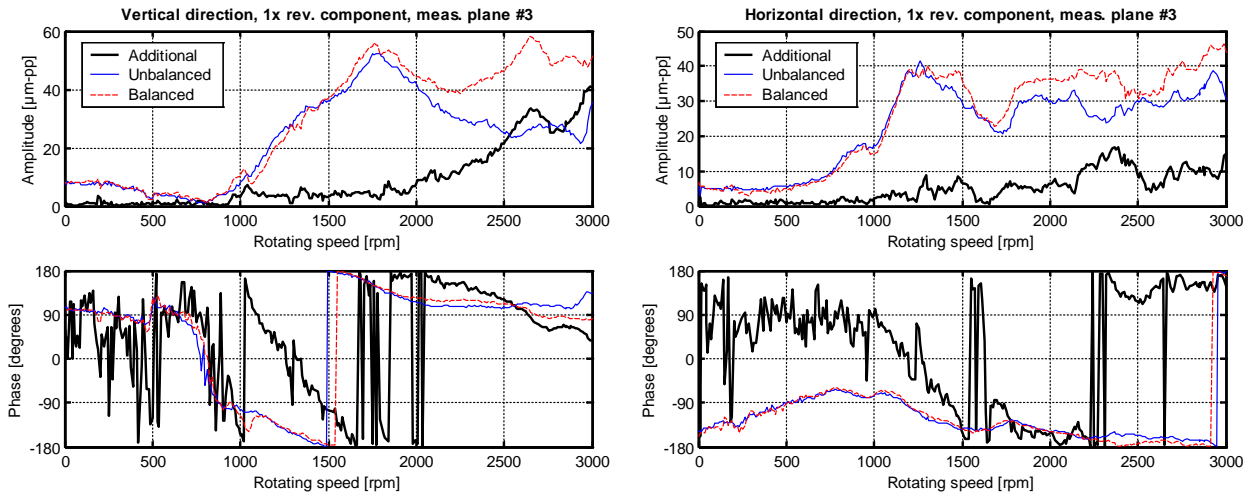 Vertical direction, 1x rev. component, meas. plane #3
60
40
20
0
Amplitude [µm-pp]
Additional
Unbalanced
Balanced
0 500 1000 1500 2000 2500 3000
Rotating speed [rpm]
180
90
0
-90
-180
Phase [degrees]
0 500 1000 1500 2000 2500 3000
Rotating speed [rpm]
Horizontal direction, 1x rev. component, meas. plane #3
50
40
30
20
10
0
Amplitude [µm-pp]
Additional
Unbalanced
Balanced
0 500 1000 1500 2000 2500 3000
Rotating speed [rpm]
180
90
0
-90
-180
Phase [degrees]
0 500 1000 1500 2000 2500 3000
Rotating speed [rpm]